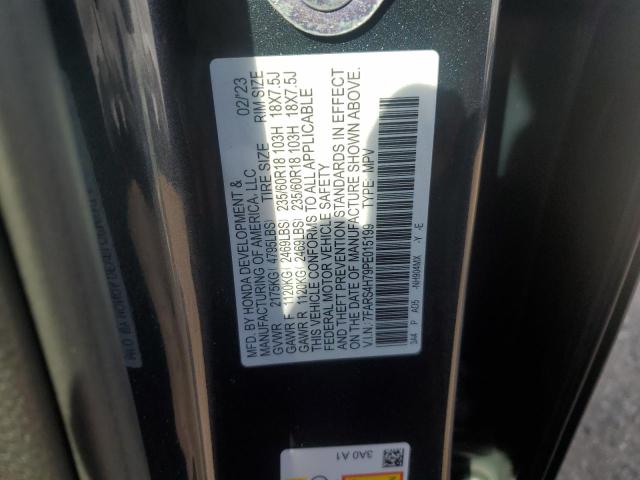 MFD. BY HONDA DEVELOPMENT & 02/'23
MANUFACTURING OF AMERICA, LLC
GVWR 2175KG( 4795LBS) TIRE SIZE RIM SIZE
GAWR F 1120KG( 2469LBS) 235/60R18 103H 18X7.5J
GAWR R 1120KG( 2469LBS) 235/60R18 103H 18X7.5J
THIS VEHICLE CONFORMS TO ALL APPLICABLE
FEDERAL MOTOR VEHICLE SAFETY
AND THEFT PREVENTION STANDARDS IN EFFECT
ON THE DATE OF MANUFACTURE SHOWN ABOVE.
V.I.N.: 7FARS4H79PE015199 TYPE: MPV
3A4 P A05 -NH904MX -Y -E
3A0 A1